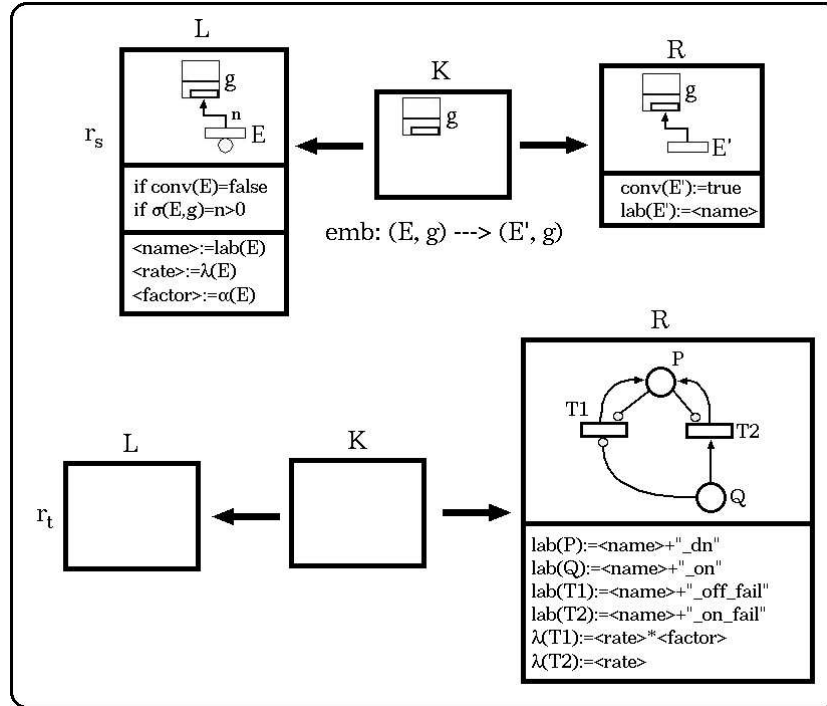 L
g
n
E
r_s
if conv(E)=false
if σ(E,g)=n>0
<name>:=lab(E)
<rate>:=λ(E)
<factor>:=α(E)
K
g
emb: (E, g) ---> (E', g)
R
g
E'
conv(E'):=true
lab(E'):=<name>
r_t
L
K
R
P
T1
T2
Q
lab(P):=<name>+"_dn"
lab(Q):=<name>+"_on"
lab(T1):=<name>+"_off_fail"
lab(T2):=<name>+"_on_fail"
λ(T1):=<rate>*<factor>
λ(T2):=<rate>